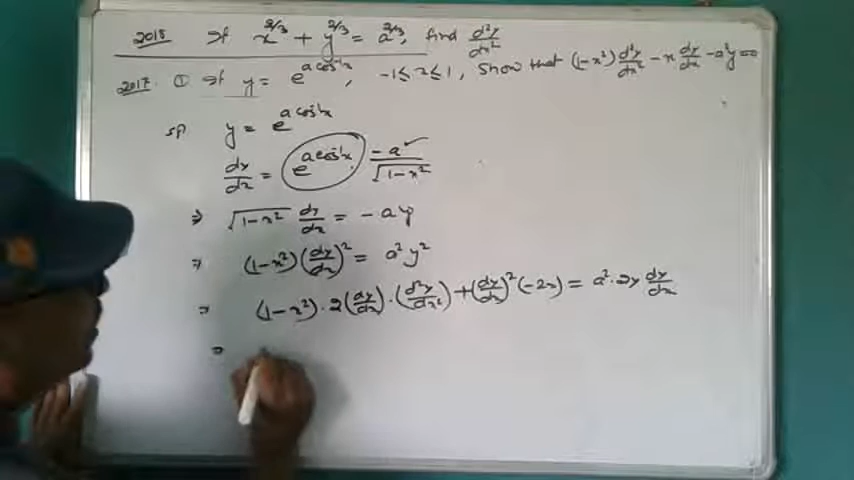 2015 If x^{2/3} + y^{2/3} = a^{2/3}, find d²y/dx²
2017 ① If y = e^{a cos⁻¹x}, -1 ≤ x ≤ 1, Show that (1-x²) d²y/dx² - x dy/dx - a²y = 0
y = e^{a cos⁻¹x}
dy/dx = e^{a cos⁻¹x} · -a/√(1-x²)
⇒ √(1-x²) dy/dx = -ay
⇒ (1-x²)(dy/dx)² = a²y²
⇒ (1-x²)·2(dy/dx)·(d²y/dx²) + (dy/dx)²(-2x) = a²·2y dy/dx
⇒